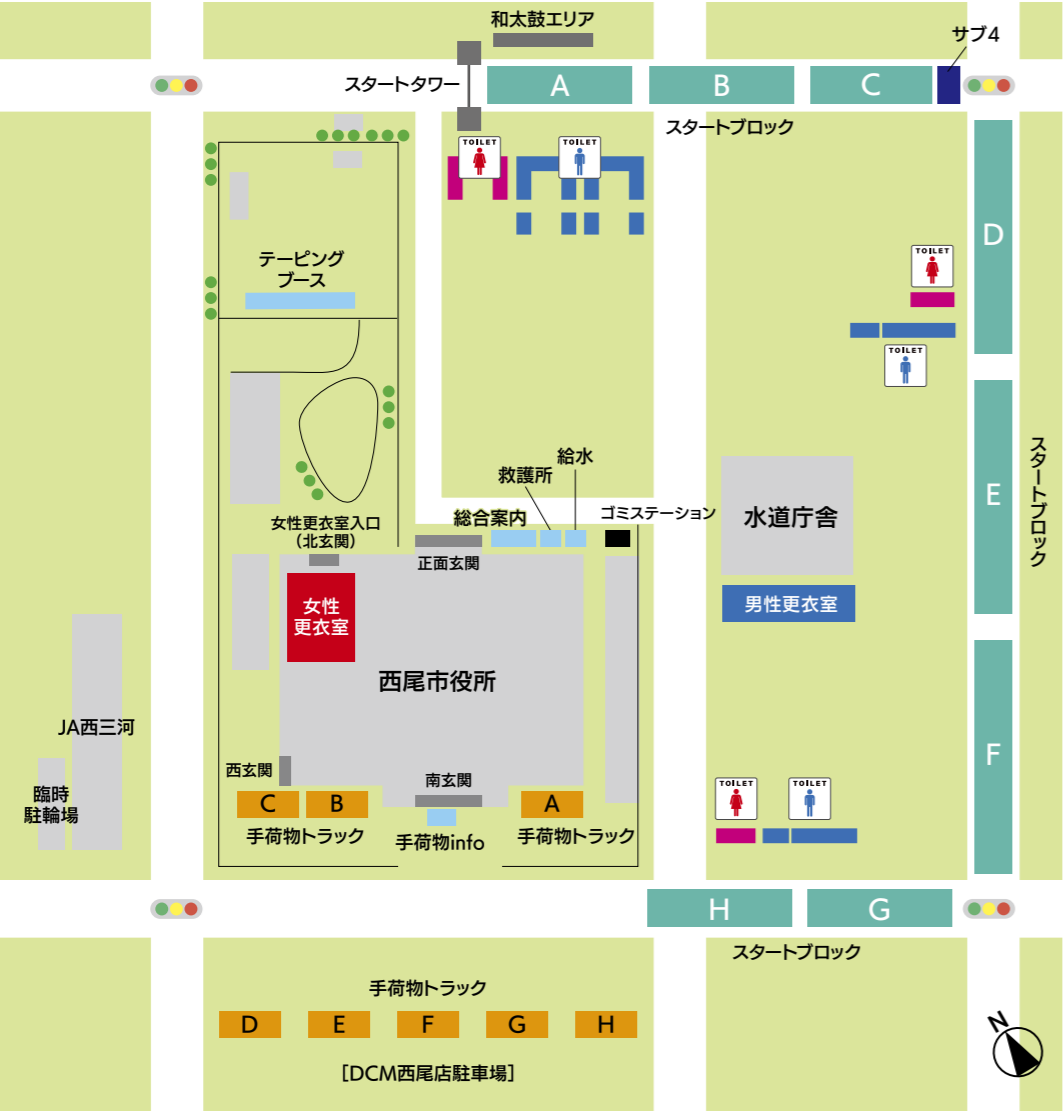 和太鼓エリア
サブ4
スタートタワー
A
B
C
スタートブロック
TOILET
TOILET
D
TOILET
TOILET
テーピング
ブース
E
スタートブロック
給水
救護所
総合案内
ゴミステーション
水道庁舎
女性更衣室入口
(北玄関)
正面玄関
女性
更衣室
男性更衣室
西尾市役所
F
JA西三河
臨時
駐輪場
西玄関
南玄関
TOILET
TOILET
C
B
A
手荷物トラック
手荷物info
手荷物トラック
H
G
スタートブロック
手荷物トラック
D
E
F
G
H
[DCM西尾店駐車場]
N